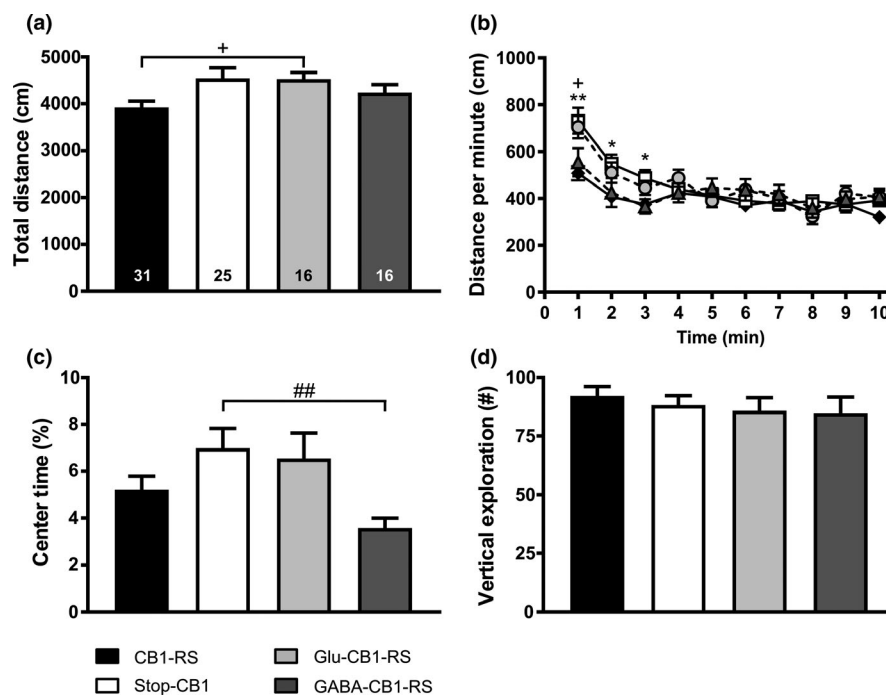 (a)
+
Total distance (cm)
5000
4000
3000
2000
1000
0
31 25 16 16
(b)
Distance per minute (cm)
1000
800
600
400
200
0
+
**
* *
0 1 2 3 4 5 6 7 8 9 10
Time (min)
(c)
Center time (%)
10
8
6
4
2
0
##
(d)
Vertical exploration (#)
100
75
50
25
0
CB1-RS
Stop-CB1
Glu-CB1-RS
GABA-CB1-RS